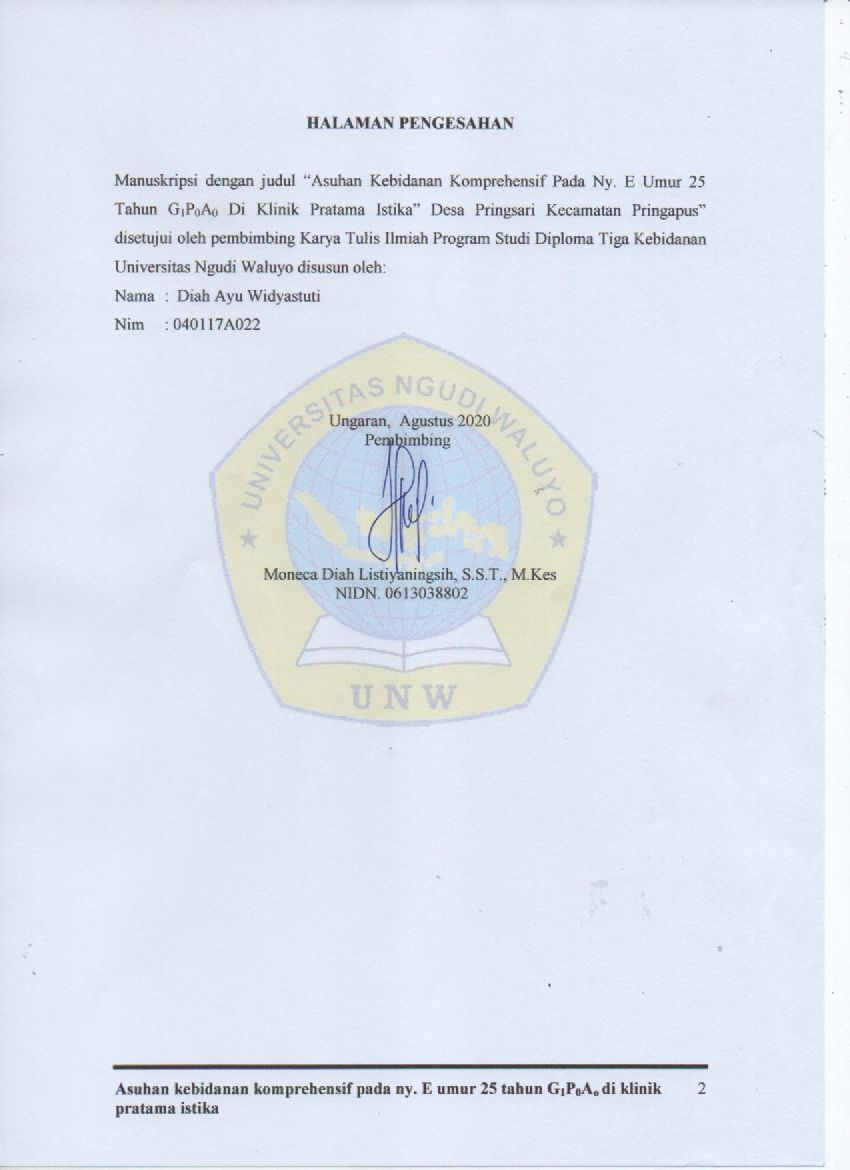 HALAMAN PENGESAHAN
Manuskripsi dengan judul “Asuhan Kebidanan Komprehensif Pada Ny. E Umur 25
Tahun G₁P₀A₀ Di Klinik Pratama Istika” Desa Pringsari Kecamatan Pringapus”
disetujui oleh pembimbing Karya Tulis Ilmiah Program Studi Diploma Tiga Kebidanan
Universitas Ngudi Waluyo disusun oleh:
Nama : Diah Ayu Widyastuti
Nim : 040117A022
UNIVERSITAS NGUDI WALUYO
Ungaran, Agustus 2020
Pembimbing
Moneca Diah Listiyaningsih, S.S.T., M.Kes
NIDN. 0613038802
UNW
Asuhan kebidanan komprehensif pada ny. E umur 25 tahun G₁P₀A₀ di klinik 2
pratama istika